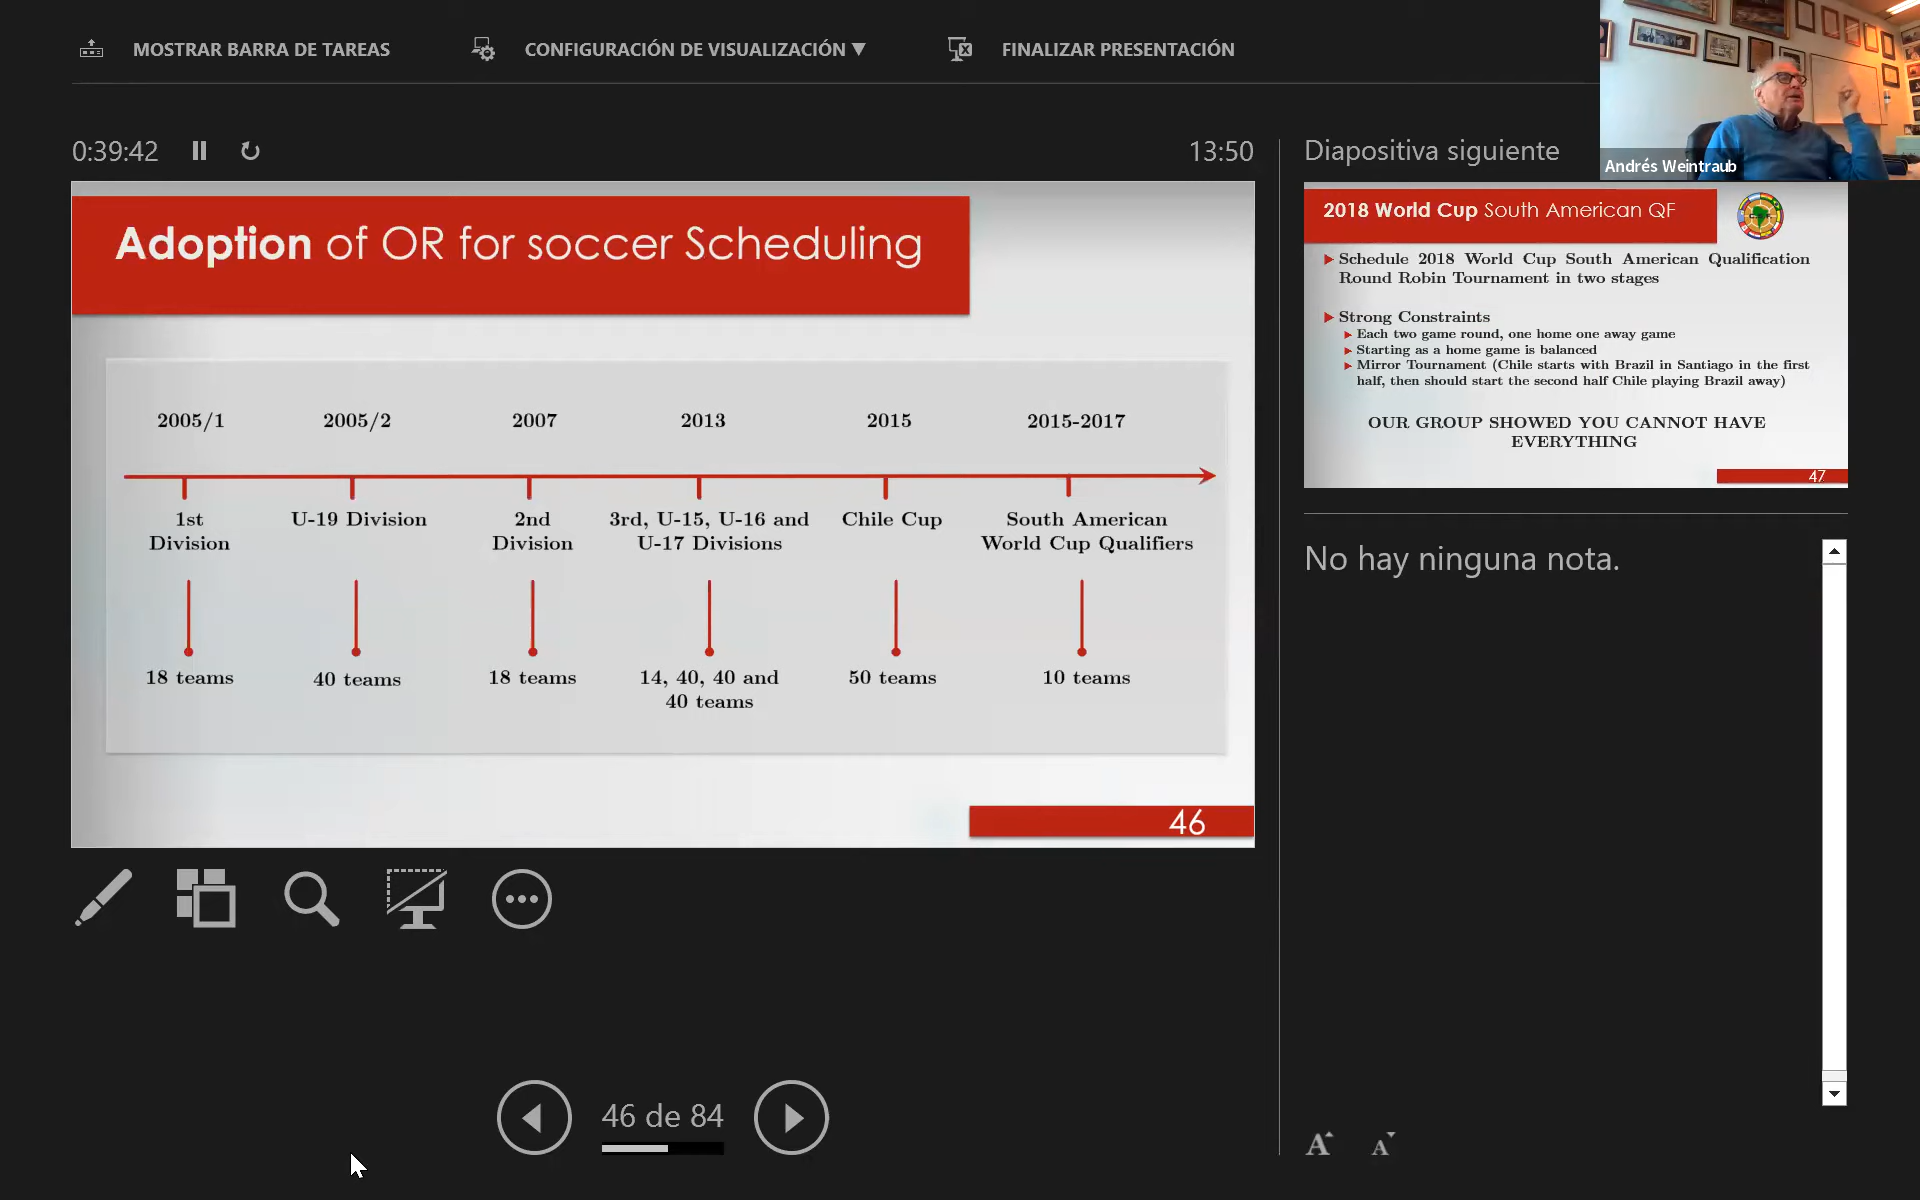 MOSTRAR BARRA DE TAREAS
CONFIGURACIÓN DE VISUALIZACIÓN ▼
FINALIZAR PRESENTACIÓN
Andrés Weintraub
0:39:42
13:50
Adoption of OR for soccer Scheduling
2005/1
2005/2
2007
2013
2015
2015-2017
1st
Division
U-19 Division
2nd
Division
3rd, U-15, U-16 and
U-17 Divisions
Chile Cup
South American
World Cup Qualifiers
18 teams
40 teams
18 teams
14, 40, 40 and
40 teams
50 teams
10 teams
46
46 de 84
Diapositiva siguiente
2018 World Cup South American QF
Schedule 2018 World Cup South American Qualification
Round Robin Tournament in two stages
Strong Constraints
Each two game round, one home one away game
Starting as a home game is balanced
Mirror Tournament (Chile starts with Brazil in Santiago in the first
half, then should start the second half Chile playing Brazil away)
OUR GROUP SHOWED YOU CANNOT HAVE
EVERYTHING
47
No hay ninguna nota.
A A